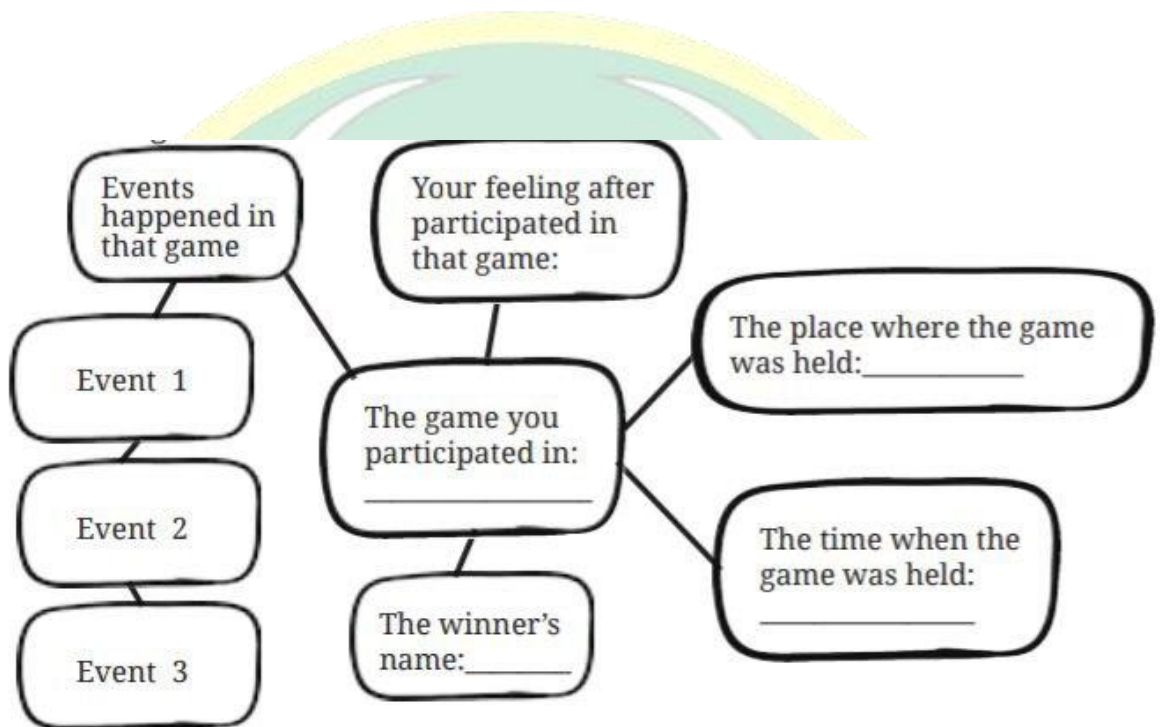 Events
happened in
that game
Your feeling after
participated in
that game:
The place where the game
was held:___________
Event 1
The game you
participated in:
________________
Event 2
The time when the
game was held:
_______________
The winner’s
name:_______
Event 3